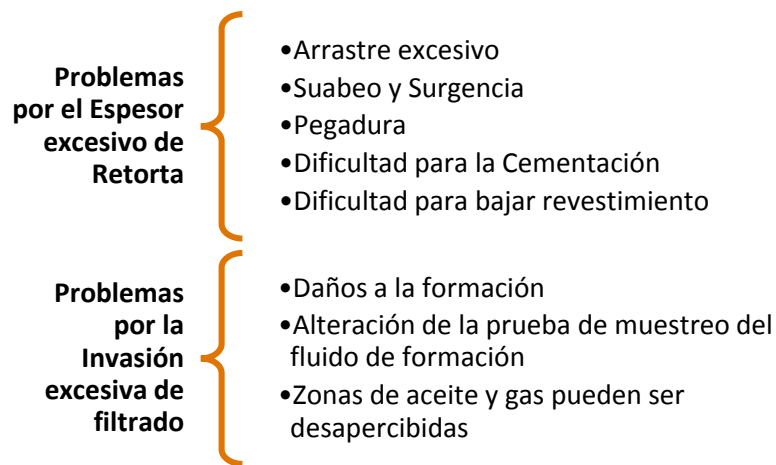 Problemas
por el Espesor
excesivo de
Retorta
•Arrastre excesivo
•Suabeo y Surgencia
•Pegadura
•Dificultad para la Cementación
•Dificultad para bajar revestimiento
Problemas
por la
Invasión
excesiva de
filtrado
•Daños a la formación
•Alteración de la prueba de muestreo del
fluido de formación
•Zonas de aceite y gas pueden ser
desapercibidas